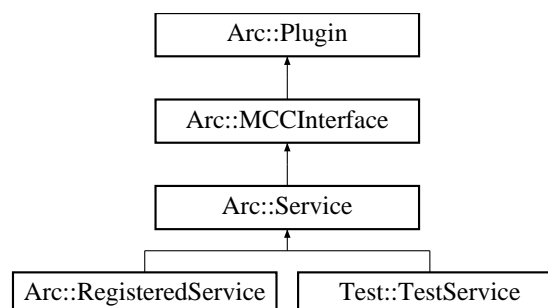 Arc::Plugin
Arc::MCCInterface
Arc::Service
Arc::RegisteredService
Test::TestService